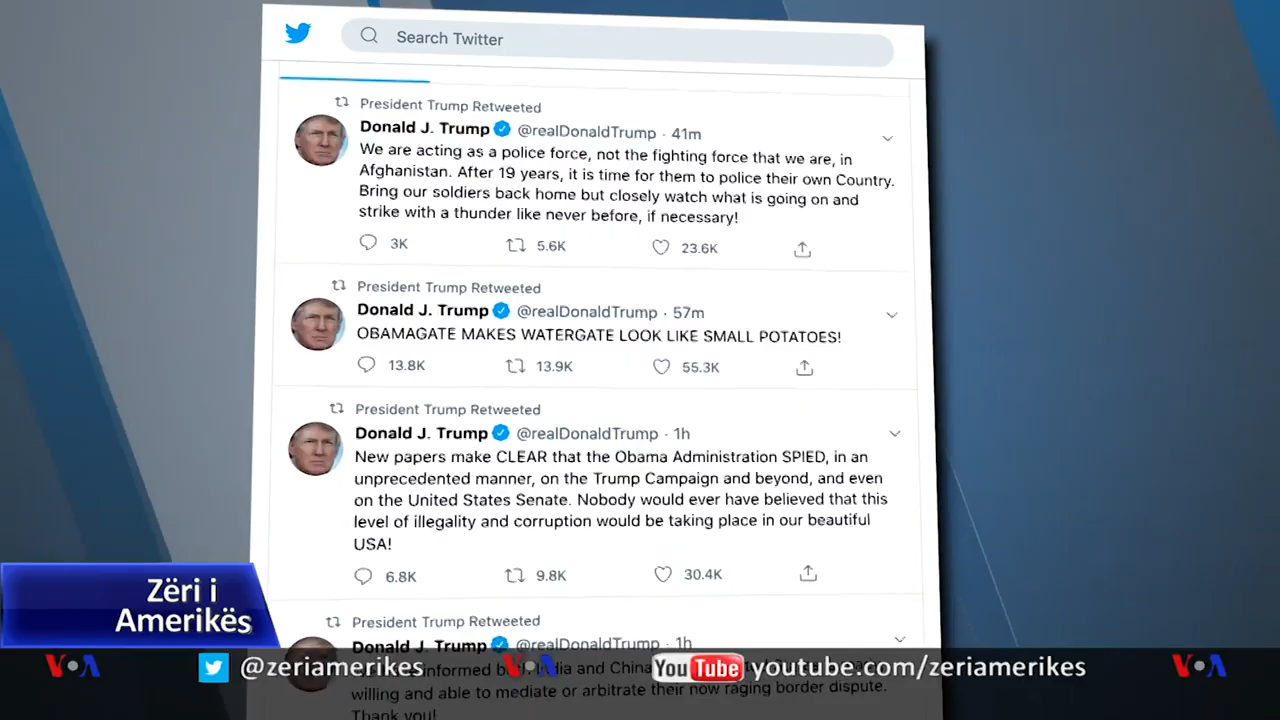 Search Twitter
President Trump Retweeted
Donald J. Trump @realDonaldTrump · 41m
We are acting as a police force, not the fighting force that we are, in
Afghanistan. After 19 years, it is time for them to police their own Country.
Bring our soldiers back home but closely watch what is going on and
strike with a thunder like never before, if necessary!
3K 5.6K 23.6K
President Trump Retweeted
Donald J. Trump @realDonaldTrump · 57m
OBAMAGATE MAKES WATERGATE LOOK LIKE SMALL POTATOES!
13.8K 13.9K 55.3K
President Trump Retweeted
Donald J. Trump @realDonaldTrump · 1h
New papers make CLEAR that the Obama Administration SPIED, in an
unprecedented manner, on the Trump Campaign and beyond, and even
on the United States Senate. Nobody would ever have believed that this
level of illegality and corruption would be taking place in our beautiful
USA!
6.8K 9.8K 30.4K
President Trump Retweeted
Donald J. Trump @realDonaldTrump · 1h
informed India and China
willing and able to mediate or arbitrate their now raging border dispute.
Thank you!
Zëri i
Amerikës
VOA @zeriamerikes VOA YouTube youtube.com/zeriamerikes VOA